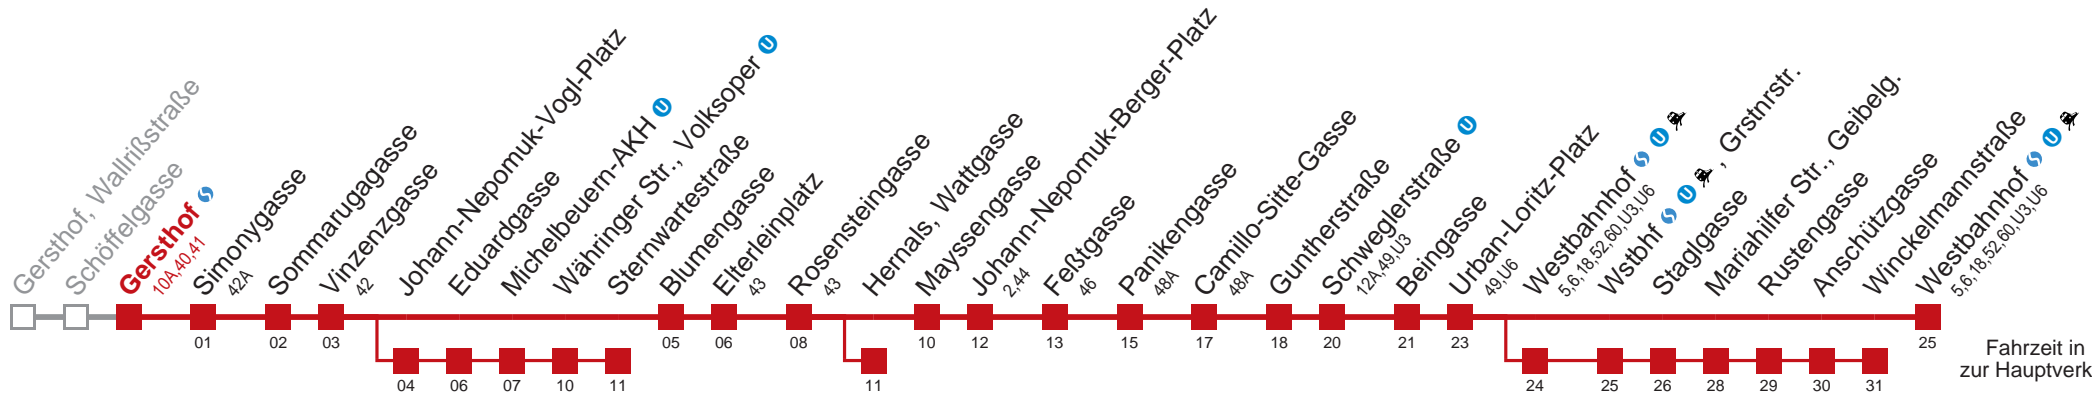 Gersthof, Wallrißstraße
Schöffelgasse
Gersthof
10A,40,41
Simonygasse
42A
Sommarugagasse
Vinzenzgasse
42
Johann-Nepomuk-Vogl-Platz
Eduardgasse
Michelbeuern-AKH U
Währinger Str., Volksoper U
Sternwartestraße
Blumengasse
Elterleinplatz
43
Rosensteingasse
43
Hernals, Wattgasse
Mayssengasse
Johann-Nepomuk-Berger-Platz
2,44
Feßtgasse
46
Panikengasse
48A
Camillo-Sitte-Gasse
48A
Guntherstraße
Schweglerstraße U
12A,49,U3
Beingasse
Urban-Loritz-Platz
49,U6
Westbahnhof U
5,6,18,52,60,U3,U6
Wstbhf U , Grstnrstr.
Staglgasse
Mariahilfer Str., Geibelg.
Rustengasse
Anschützgasse
Winckelmannstraße
Westbahnhof U
5,6,18,52,60,U3,U6
01 02 03 05 06 08 10 12 13 15 17 18 20 21 23 25
04 06 07 10 11 11 24 25 26 28 29 30 31
Fahrzeit in
zur Hauptverk